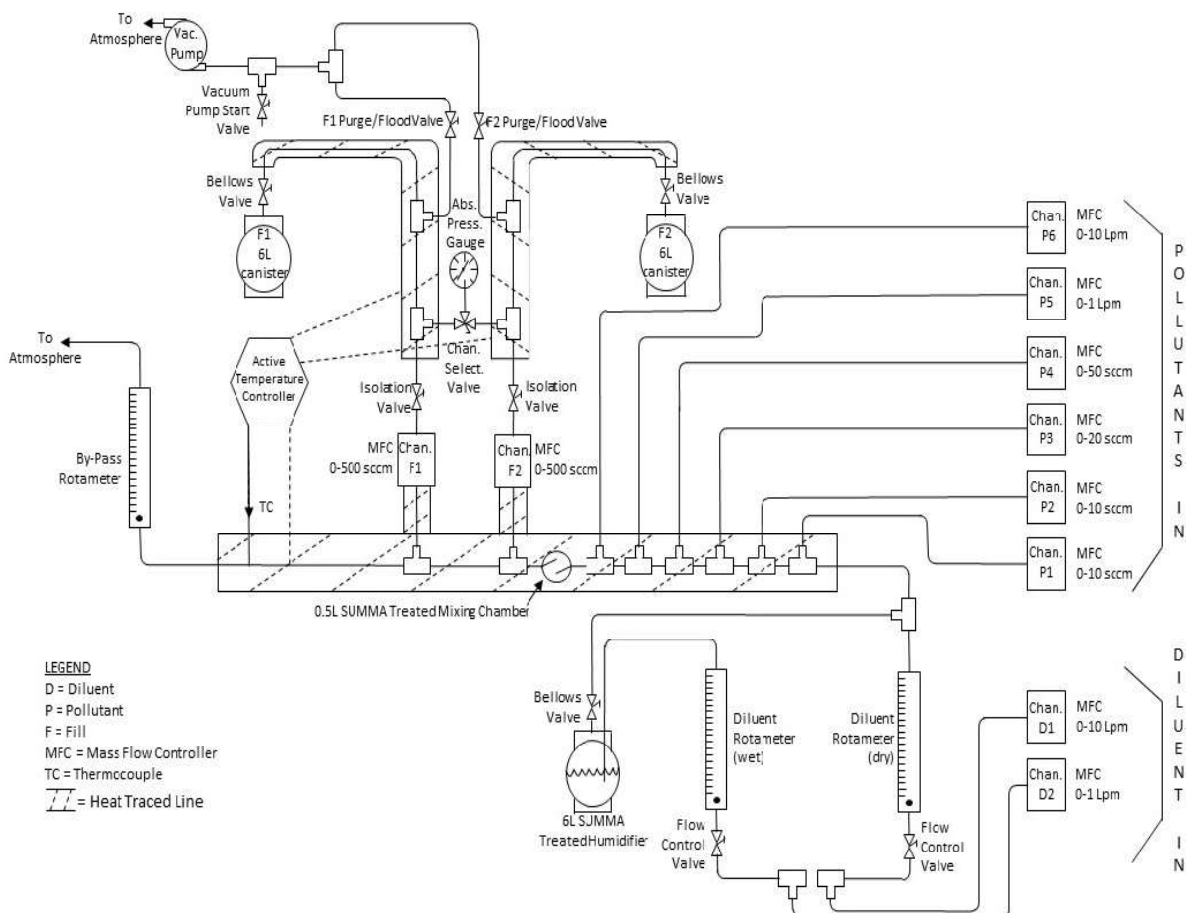 To
Atmosphere
Vac.
Pump
Vacuum
Pump Start
Valve
F1 Purge/Flood Valve
F2 Purge/Flood Valve
Bellows
Valve
Abs.
Press.
Gauge
Bellows
Valve
F1
6L
canister
F2
6L
canister
Chan.
P6
MFC
0-10 Lpm
Chan.
P5
MFC
0-1 Lpm
Chan.
P4
MFC
0-50 sccm
Chan.
P3
MFC
0-20 sccm
Chan.
P2
MFC
0-10 sccm
Chan.
P1
MFC
0-10 sccm
POLLUTANTS IN
To
Atmosphere
Active
Temperature
Controller
Chan.
Select.
Valve
Isolation
Valve
Isolation
Valve
MFC
0-500 sccm
Chan.
F1
Chan.
F2
MFC
0-500 sccm
By-Pass
Rotameter
TC
0.5L SUMMA Treated Mixing Chamber
LEGEND
D = Diluent
P = Pollutant
F = Fill
MFC = Mass Flow Controller
TC = Thermccouple
= Heat Traced Line
Bellows
Valve
6L SUMMA
Treated Humidifier
Diluent
Rotameter
(wet)
Diluent
Rotameter
(dry)
Flow
Control
Valve
Flow
Control
Valve
Chan.
D1
MFC
0-10 Lpm
Chan.
D2
MFC
0-1 Lpm
DILUENT IN